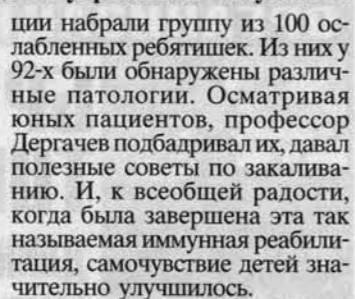 ции набрали группу из 100 ос-
лабленных ребятишек. Из них у
92-х были обнаружены различ-
ные патологии. Осматривая
юных пациентов, профессор
Дергачев подбадривал их, давал
полезные советы по закалива-
нию. И, к всеобщей радости,
когда была завершена эта так
называемая иммунная реабили-
тация, самочувствие детей зна-
чительно улучшилось.